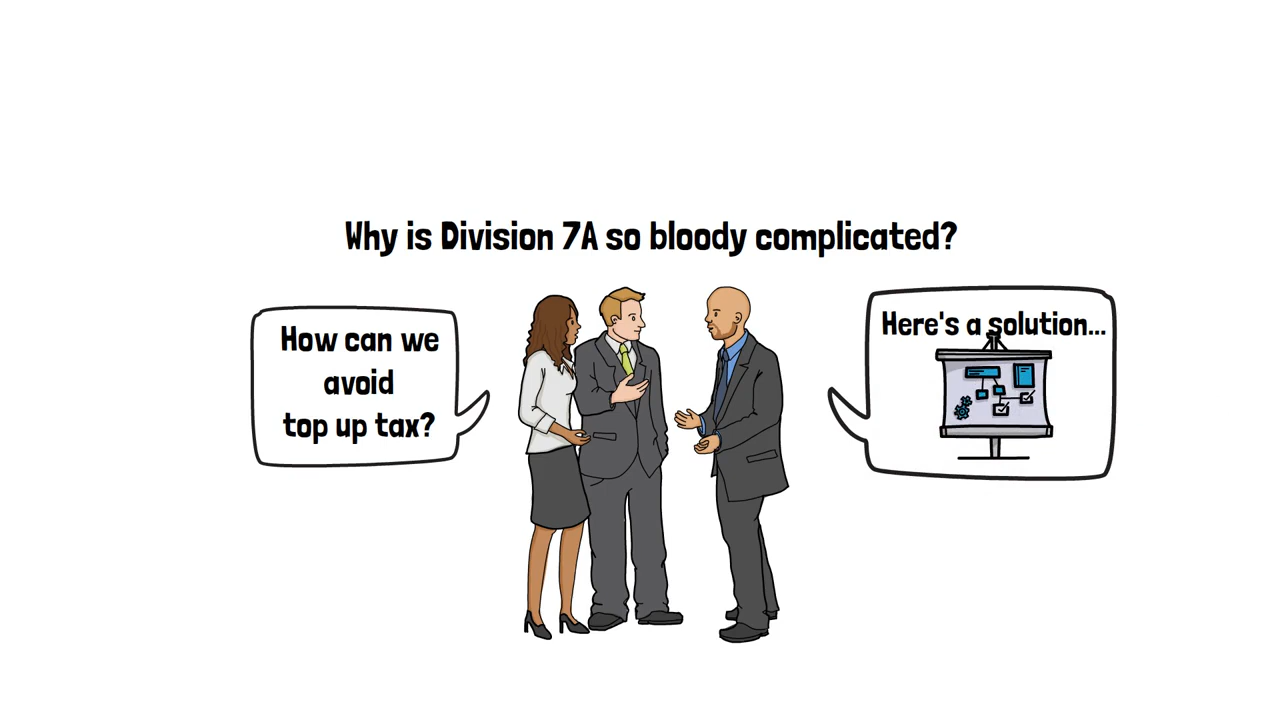 Why is Division 7A so bloody complicated?
How can we
avoid
top up tax?
Here's a solution...